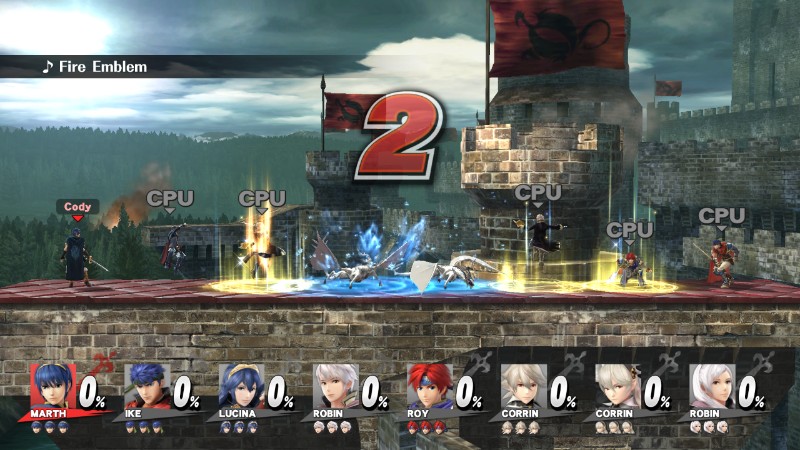 ♪ Fire Emblem
2
Cody
CPU
CPU
CPU
CPU
CPU
MARTH 0%
IKE 0%
LUCINA 0%
ROBIN 0%
ROY 0%
CORRIN 0%
CORRIN 0%
ROBIN 0%